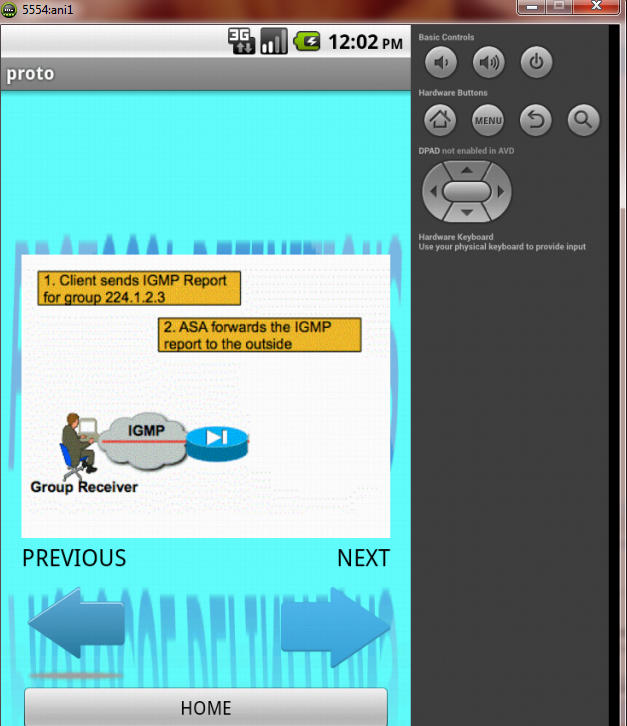 5554:ani1
3G
12:02 PM
proto
1. Client sends IGMP Report
for group 224.1.2.3
2. ASA forwards the IGMP
report to the outside
IGMP
Group Receiver
PREVIOUS
NEXT
HOME
Basic Controls
Hardware Buttons
MENU
DPAD not enabled in AVD
Hardware Keyboard
Use your physical keyboard to provide input